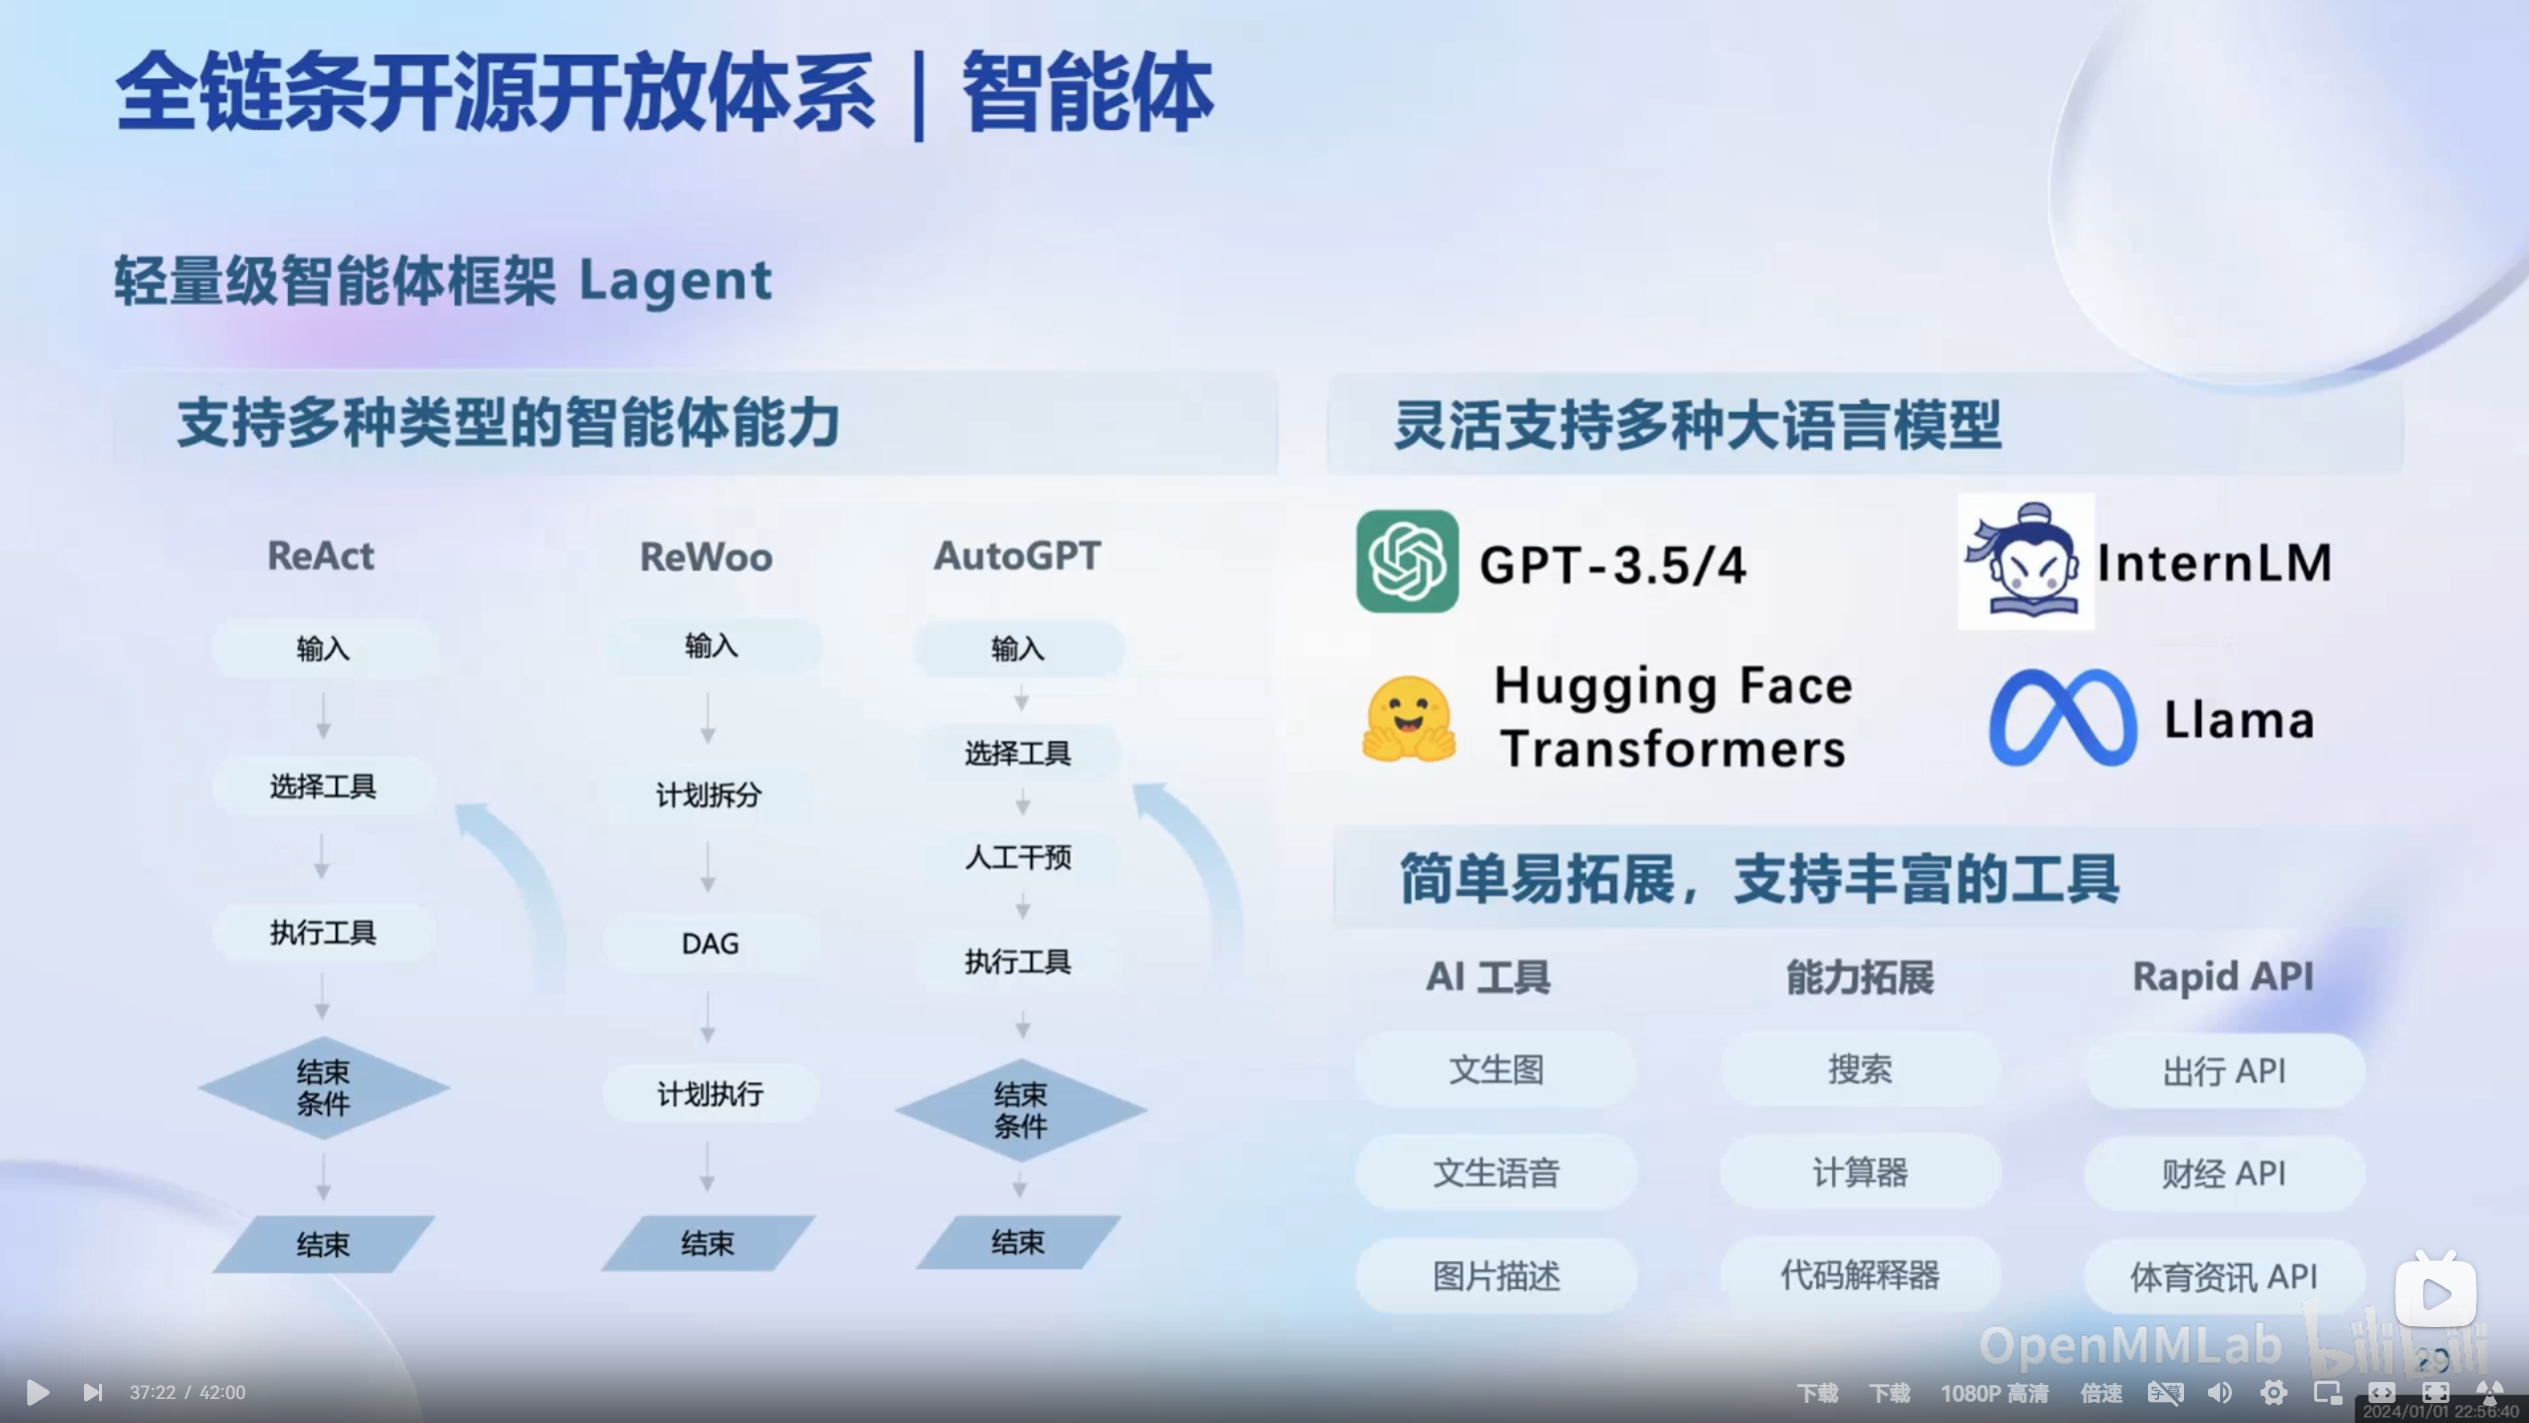 全链条开源开放体系｜智能体
轻量级智能体框架 Lagent
支持多种类型的智能体能力
ReAct
输入
选择工具
执行工具
结束
条件
结束
ReWoo
输入
计划拆分
DAG
计划执行
结束
AutoGPT
输入
选择工具
人工干预
执行工具
结束
条件
结束
灵活支持多种大语言模型
GPT-3.5/4
InternLM
Hugging Face
Transformers
Llama
简单易拓展，支持丰富的工具
AI 工具
文生图
文生语音
图片描述
能力拓展
搜索
计算器
代码解释器
Rapid API
出行 API
财经 API
体育资讯 API
OpenMMLab bilibili
29
37:22 / 42:00
下载 下载 1080P 高清 倍速 字幕
2024/01/01 22:56:40